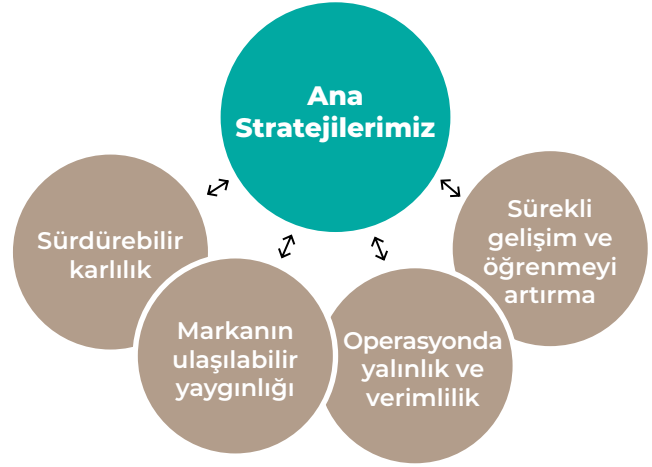 Ana
Stratejilerimiz
Sürdürebilir
karlılık
Markanın
ulaşılabilir
yaygınlığı
Operasyonda
yalınlık ve
verimlilik
Sürekli
gelişim ve
öğrenmeyi
artırma